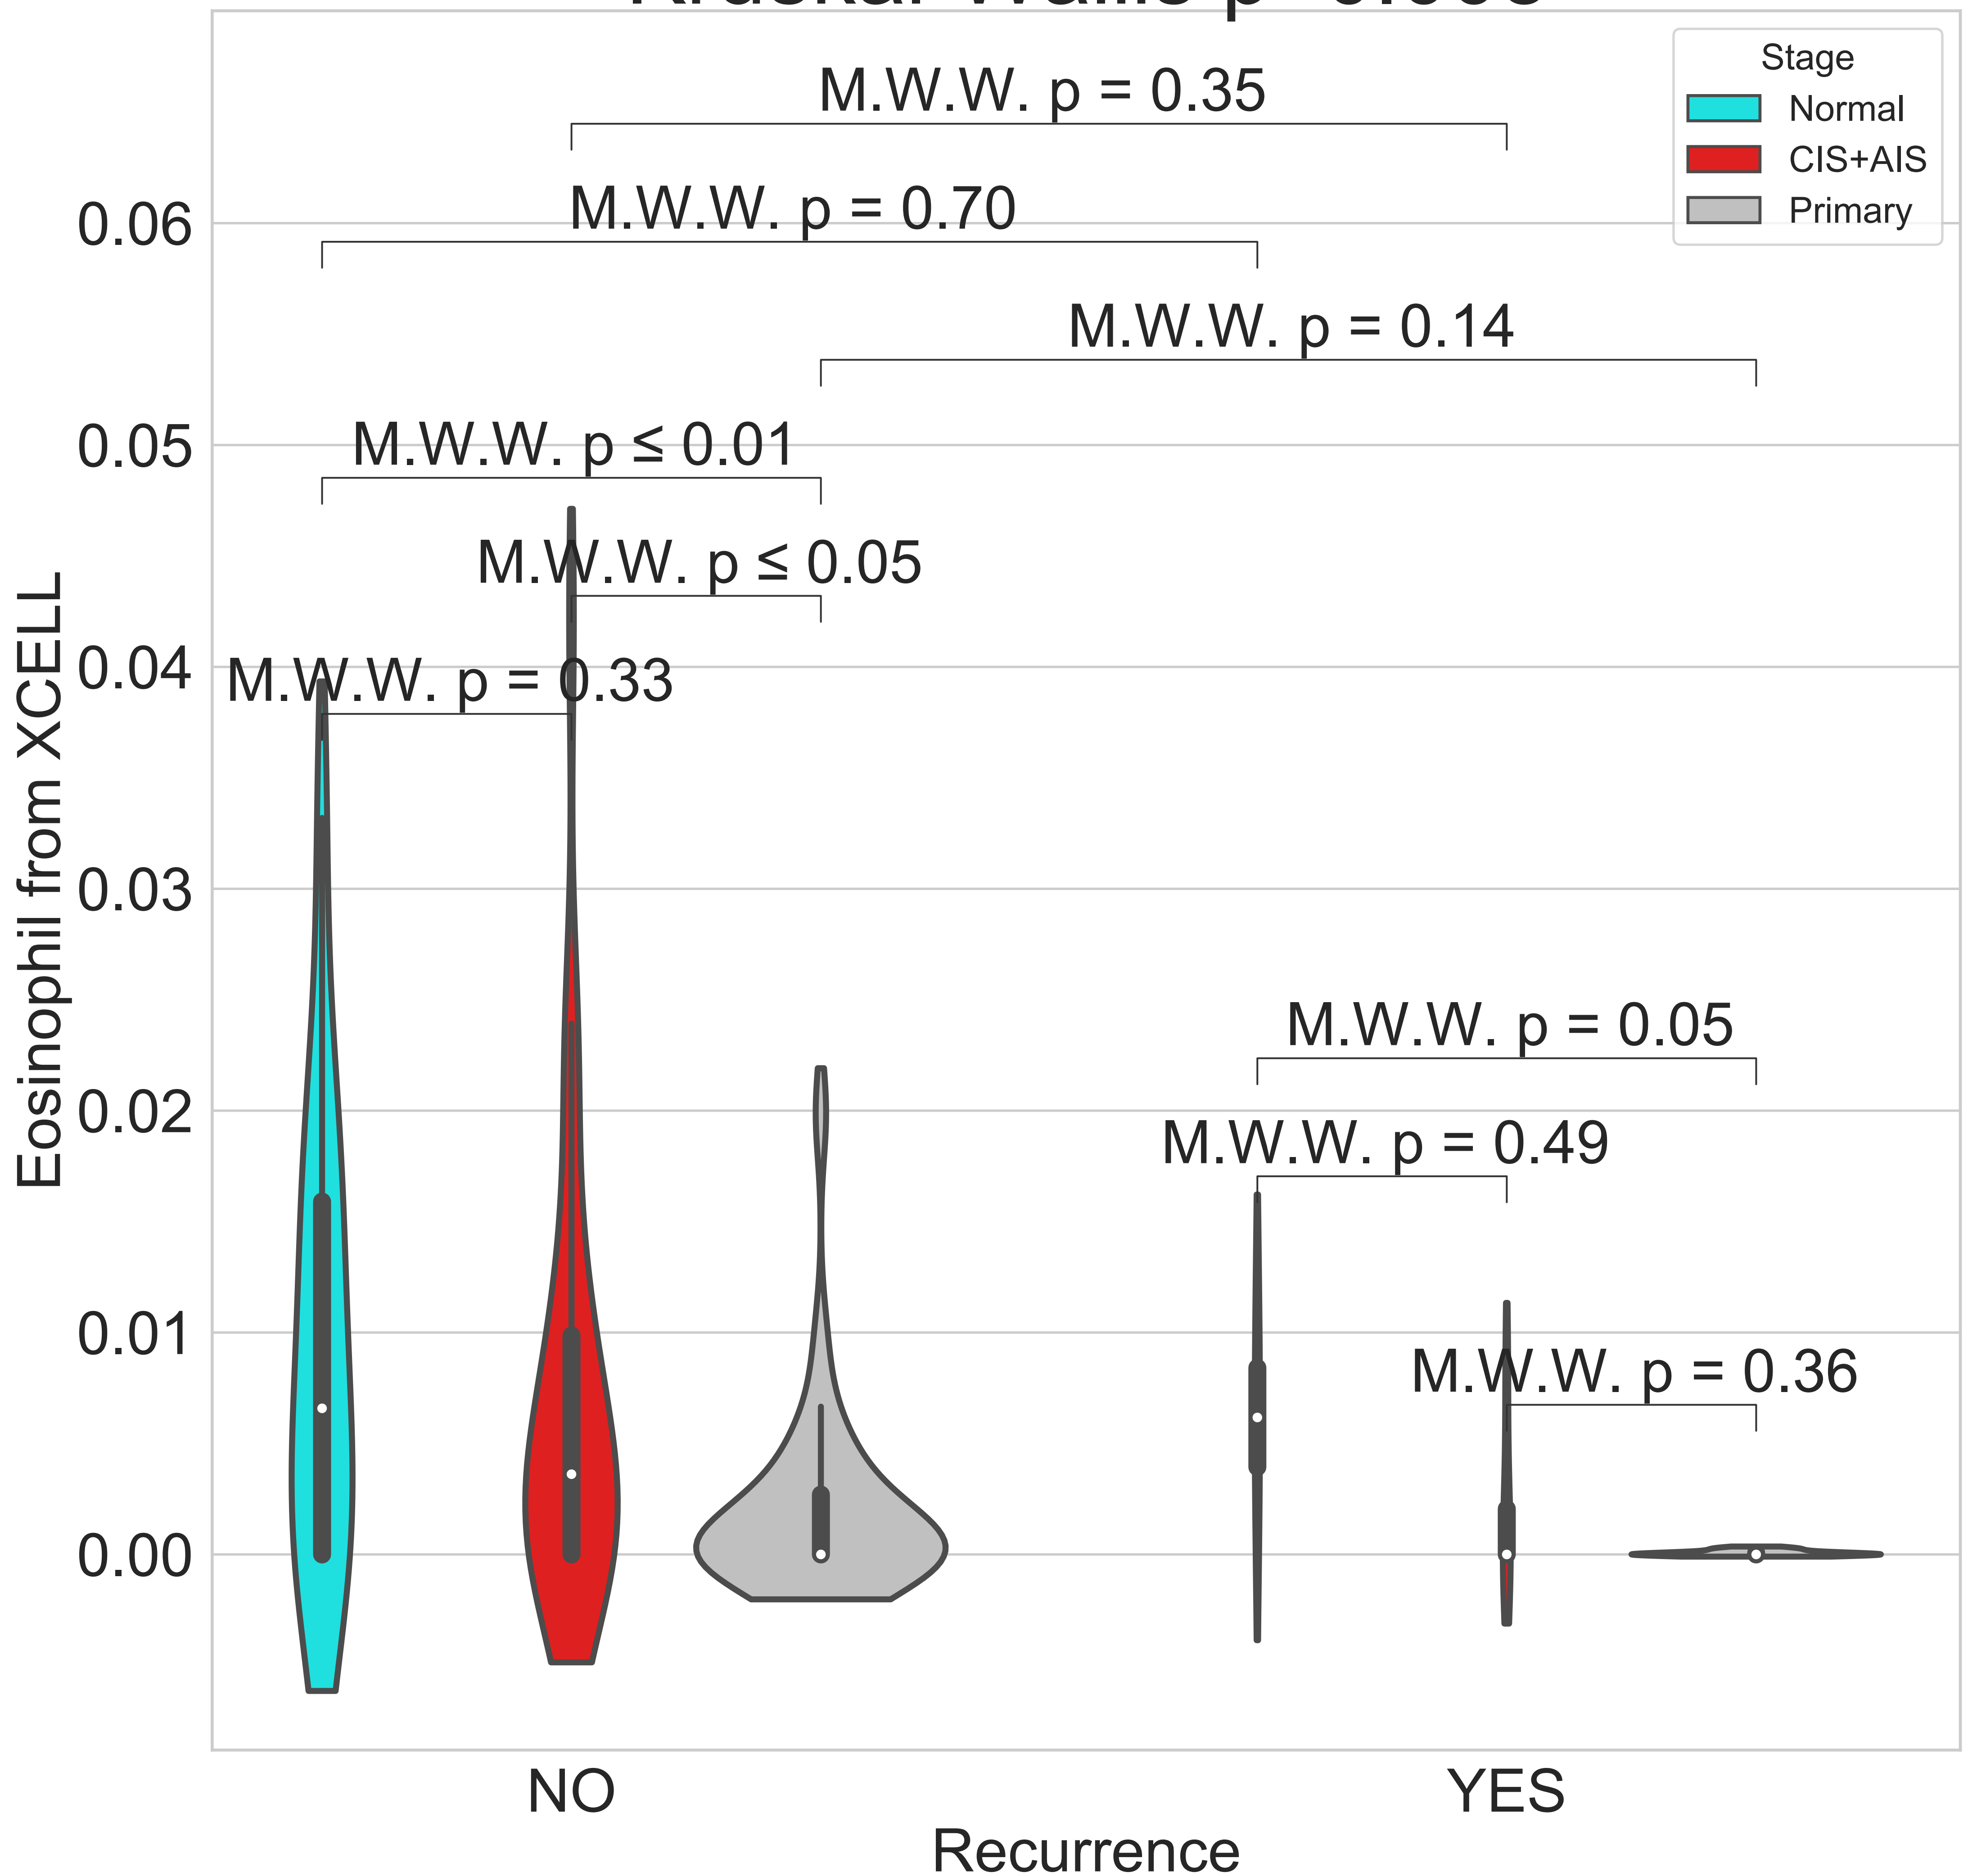 Stage
Normal
CIS+AIS
Primary
M.W.W. p = 0.35
M.W.W. p = 0.70
M.W.W. p = 0.14
M.W.W. p ≤ 0.01
M.W.W. p ≤ 0.05
M.W.W. p = 0.33
M.W.W. p = 0.05
M.W.W. p = 0.49
M.W.W. p = 0.36
0.06
0.05
0.04
0.03
0.02
0.01
0.00
Eosinophil from XCELL
NO
YES
Recurrence